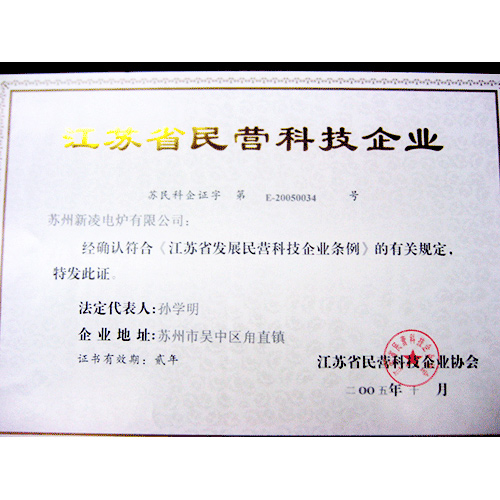 江苏省民营科技企业
苏民科企证字 第 E-20050034 号
苏州新凌电炉有限公司:
经确认符合《江苏省发展民营科技企业条例》的有关规定,
特发此证。
法定代表人:孙学明
企业地址:苏州市吴中区甪直镇
证书有效期:贰年
江苏省民营科技企业协会
二〇〇五年十月